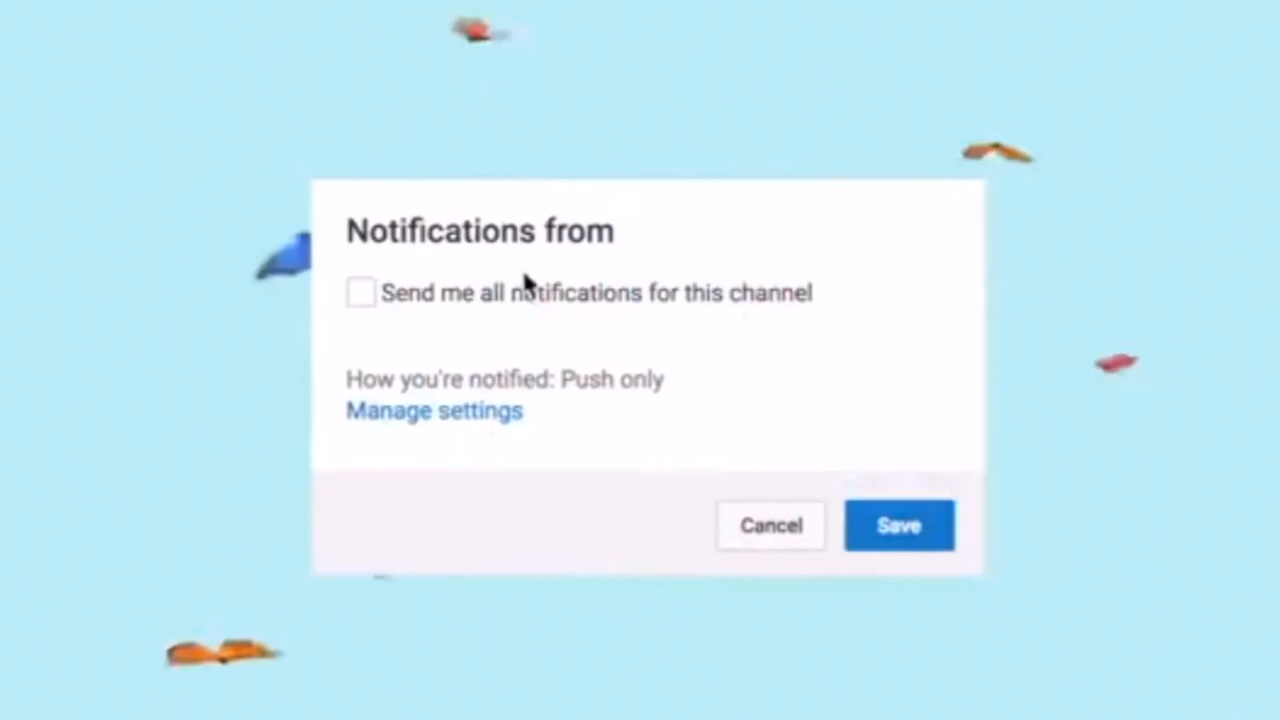 Notifications from
Send me all notifications for this channel
How you're notified: Push only
Manage settings
Cancel
Save